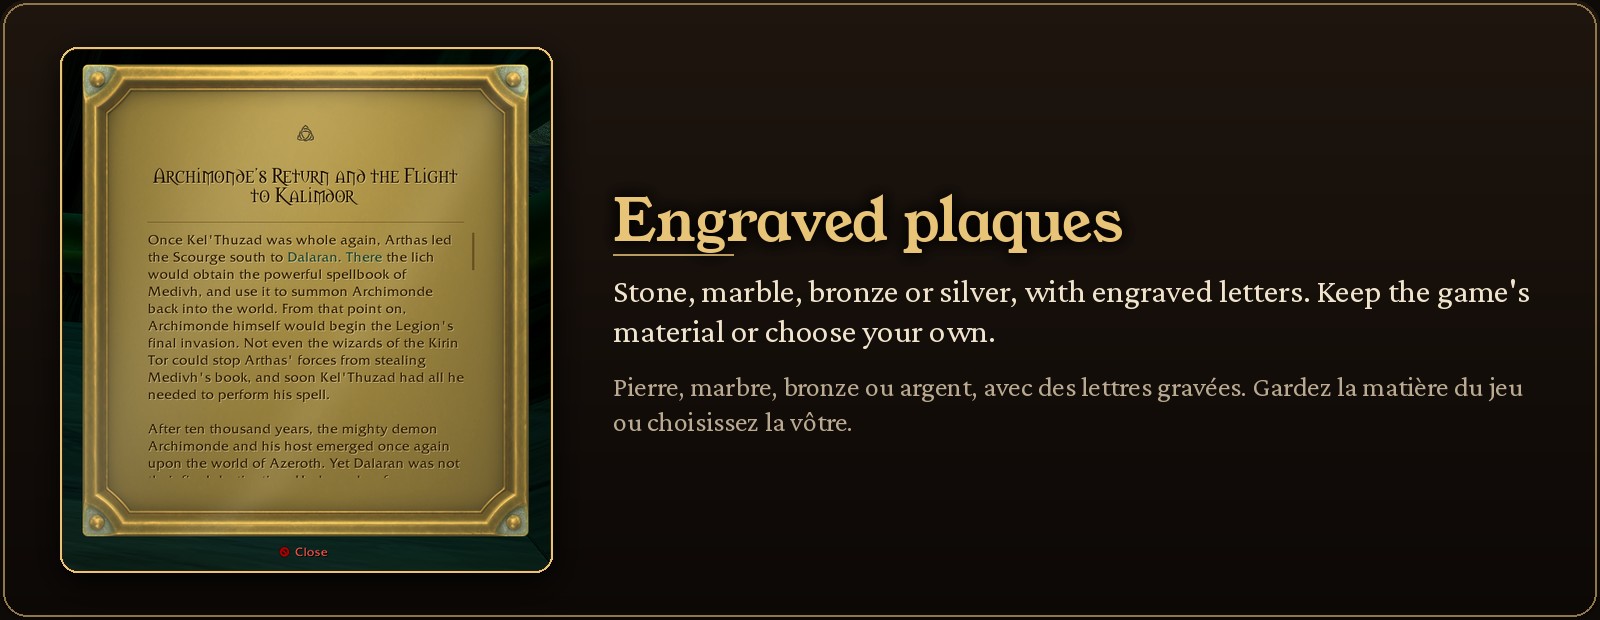 Archimonde's Return and the Flight
to Kalimdor
Once Kel'Thuzad was whole again, Arthas led
the Scourge south to Dalaran. There the lich
would obtain the powerful spellbook of
Medivh, and use it to summon Archimonde
back into the world. From that point on,
Archimonde himself would begin the Legion's
final invasion. Not even the wizards of the Kirin
Tor could stop Arthas' forces from stealing
Medivh's book, and soon Kel'Thuzad had all he
needed to perform his spell.
After ten thousand years, the mighty demon
Archimonde and his host emerged once again
upon the world of Azeroth. Yet Dalaran was not
Close
Engraved plaques
Stone, marble, bronze or silver, with engraved letters. Keep the game's
material or choose your own.
Pierre, marbre, bronze ou argent, avec des lettres gravées. Gardez la matière du jeu
ou choisissez la vôtre.